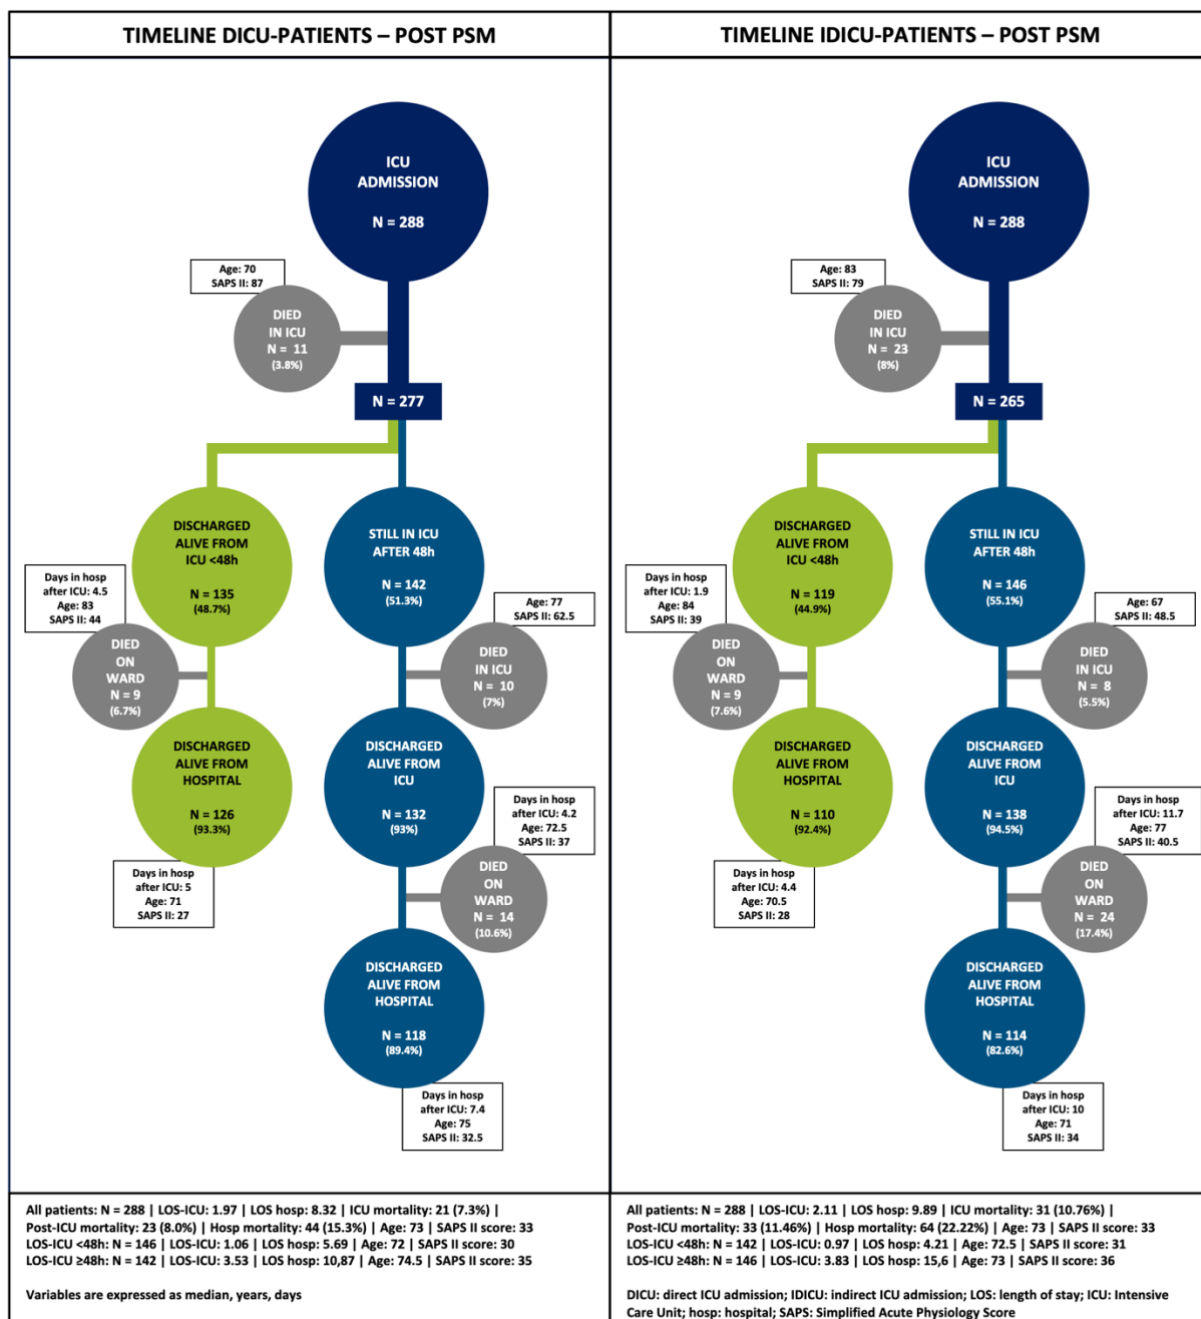 TIMELINE DICU-PATIENTS – POST PSM
ICU
ADMISSION
N = 288
Age: 70
SAPS II: 87
DIED
IN ICU
N = 11
(3.8%)
N = 277
DISCHARGED
ALIVE FROM
ICU <48h
N = 135
(48.7%)
STILL IN ICU
AFTER 48h
N = 142
(51.3%)
Days in hosp
after ICU: 4.5
Age: 83
SAPS II: 44
DIED
ON
WARD
N = 9
(6.7%)
Age: 77
SAPS II: 62.5
DIED
IN ICU
N = 10
(7%)
DISCHARGED
ALIVE FROM
HOSPITAL
N = 126
(93.3%)
DISCHARGED
ALIVE FROM
ICU
N = 132
(93%)
Days in hosp
after ICU: 4.2
Age: 72.5
SAPS II: 37
DIED
ON
WARD
N = 14
(10.6%)
Days in hosp
after ICU: 5
Age: 71
SAPS II: 27
DISCHARGED
ALIVE FROM
HOSPITAL
N = 118
(89.4%)
Days in hosp
after ICU: 7.4
Age: 75
SAPS II: 32.5
All patients: N = 288 | LOS-ICU: 1.97 | LOS hosp: 8.32 | ICU mortality: 21 (7.3%) |
Post-ICU mortality: 23 (8.0%) | Hosp mortality: 44 (15.3%) | Age: 73 | SAPS II score: 33
LOS-ICU <48h: N = 146 | LOS-ICU: 1.06 | LOS hosp: 5.69 | Age: 72 | SAPS II score: 30
LOS-ICU ≥48h: N = 142 | LOS-ICU: 3.53 | LOS hosp: 10,87 | Age: 74.5 | SAPS II score: 35
Variables are expressed as median, years, days
TIMELINE IDICU-PATIENTS – POST PSM
ICU
ADMISSION
N = 288
Age: 83
SAPS II: 79
DIED
IN ICU
N = 23
(8%)
N = 265
DISCHARGED
ALIVE FROM
ICU <48h
N = 119
(44.9%)
STILL IN ICU
AFTER 48h
N = 146
(55.1%)
Days in hosp
after ICU: 1.9
Age: 84
SAPS II: 39
DIED
ON
WARD
N = 9
(7.6%)
Age: 67
SAPS II: 48.5
DIED
IN ICU
N = 8
(5.5%)
DISCHARGED
ALIVE FROM
HOSPITAL
N = 110
(92.4%)
DISCHARGED
ALIVE FROM
ICU
N = 138
(94.5%)
Days in hosp
after ICU: 11.7
Age: 77
SAPS II: 40.5
DIED
ON
WARD
N = 24
(17.4%)
Days in hosp
after ICU: 4.4
Age: 70.5
SAPS II: 28
DISCHARGED
ALIVE FROM
HOSPITAL
N = 114
(82.6%)
Days in hosp
after ICU: 10
Age: 71
SAPS II: 34
All patients: N = 288 | LOS-ICU: 2.11 | LOS hosp: 9.89 | ICU mortality: 31 (10.76%) |
Post-ICU mortality: 33 (11.46%) | Hosp mortality: 64 (22.22%) | Age: 73 | SAPS II score: 33
LOS-ICU <48h: N = 142 | LOS-ICU: 0.97 | LOS hosp: 4.21 | Age: 72.5 | SAPS II score: 31
LOS-ICU ≥48h: N = 146 | LOS-ICU: 3.83 | LOS hosp: 15,6 | Age: 73 | SAPS II score: 36
DICU: direct ICU admission; IDICU: indirect ICU admission; LOS: length of stay; ICU: Intensive
Care Unit; hosp: hospital; SAPS: Simplified Acute Physiology Score